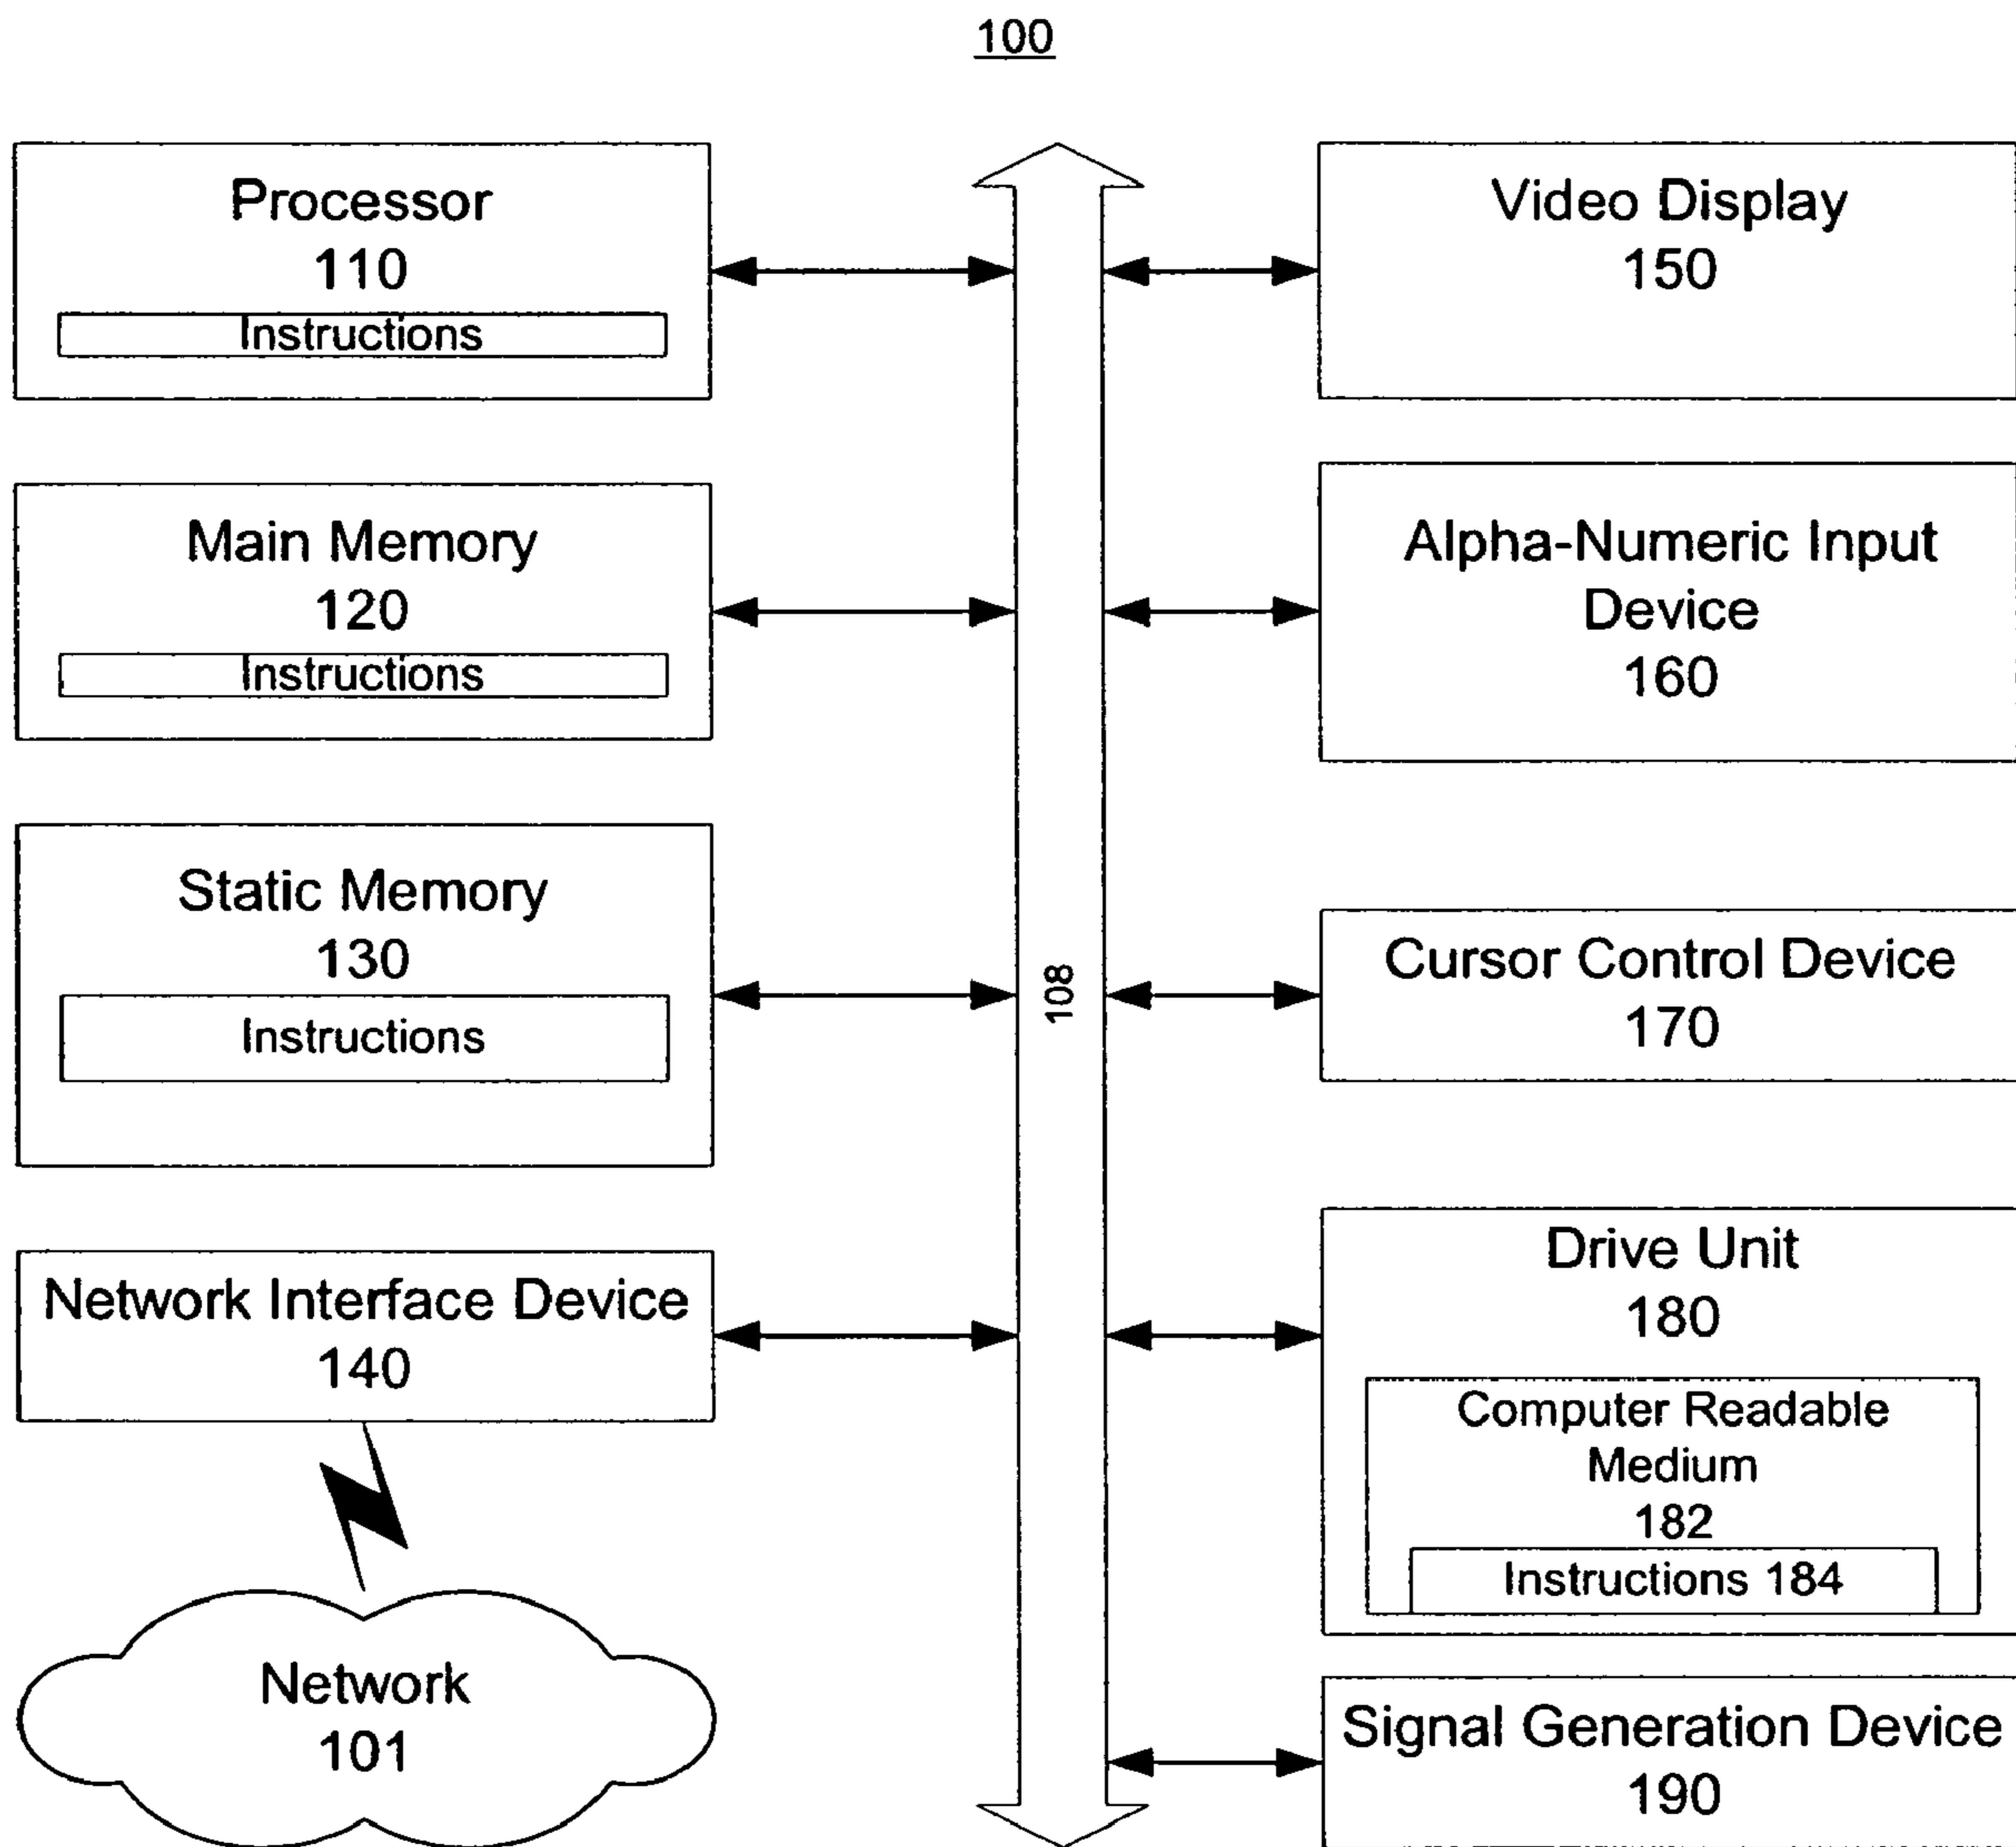 100
Processor
110
Instructions
Main Memory
120
Instructions
Static Memory
130
Instructions
Network Interface Device
140
Network
101
108
Video Display
150
Alpha-Numeric Input
Device
160
Cursor Control Device
170
Drive Unit
180
Computer Readable
Medium
182
Instructions 184
Signal Generation Device
190